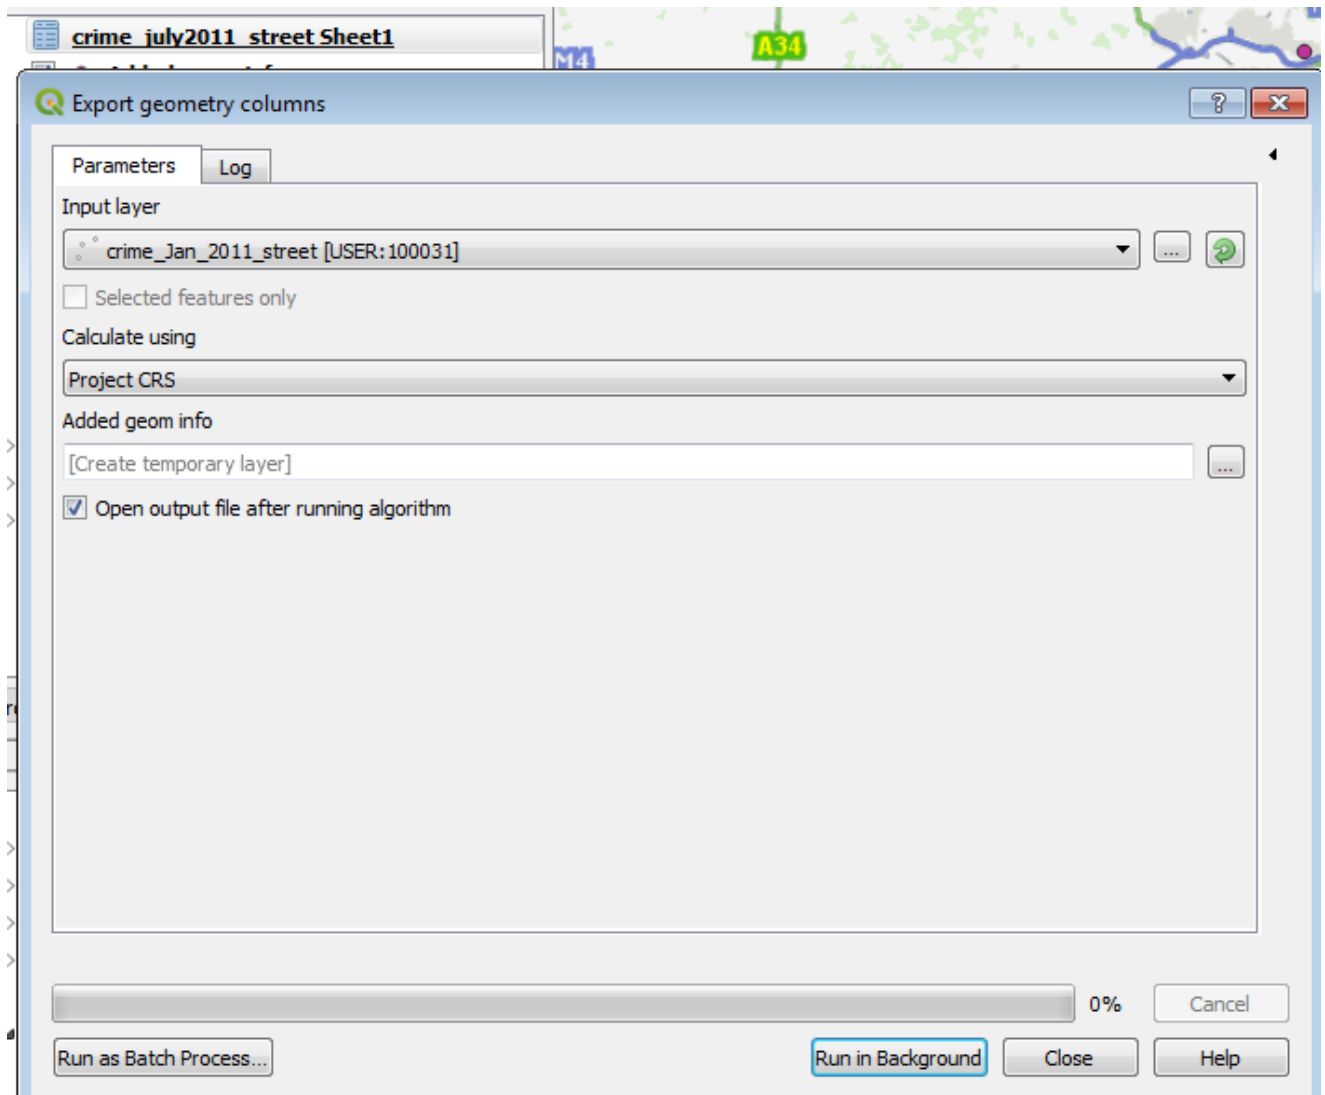 crime_july2011_street Sheet1
M4
A34
Export geometry columns
?
Parameters
Log
Input layer
crime_Jan_2011_street [USER:100031]
...
Selected features only
Calculate using
Project CRS
Added geom info
[Create temporary layer]
...
Open output file after running algorithm
0%
Cancel
Run as Batch Process...
Run in Background
Close
Help